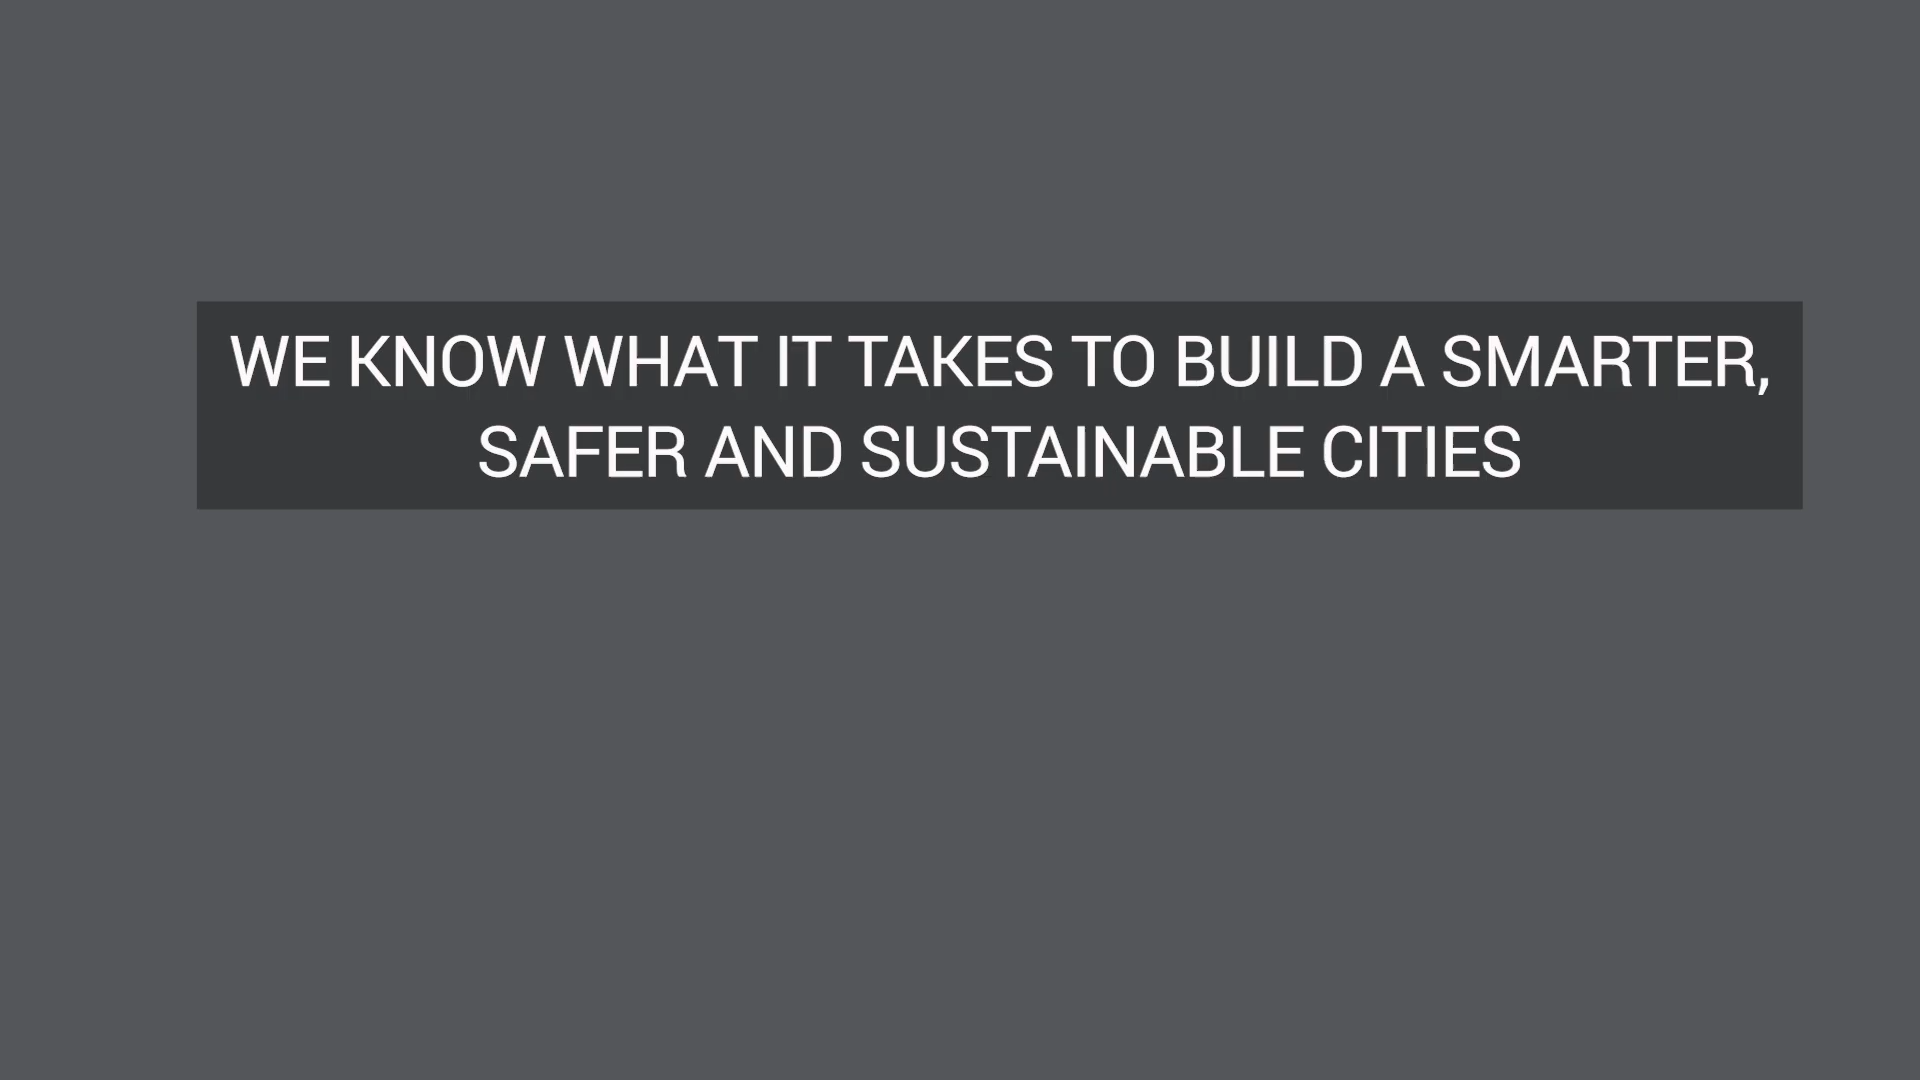 WE KNOW WHAT IT TAKES TO BUILD A SMARTER,
SAFER AND SUSTAINABLE CITIES